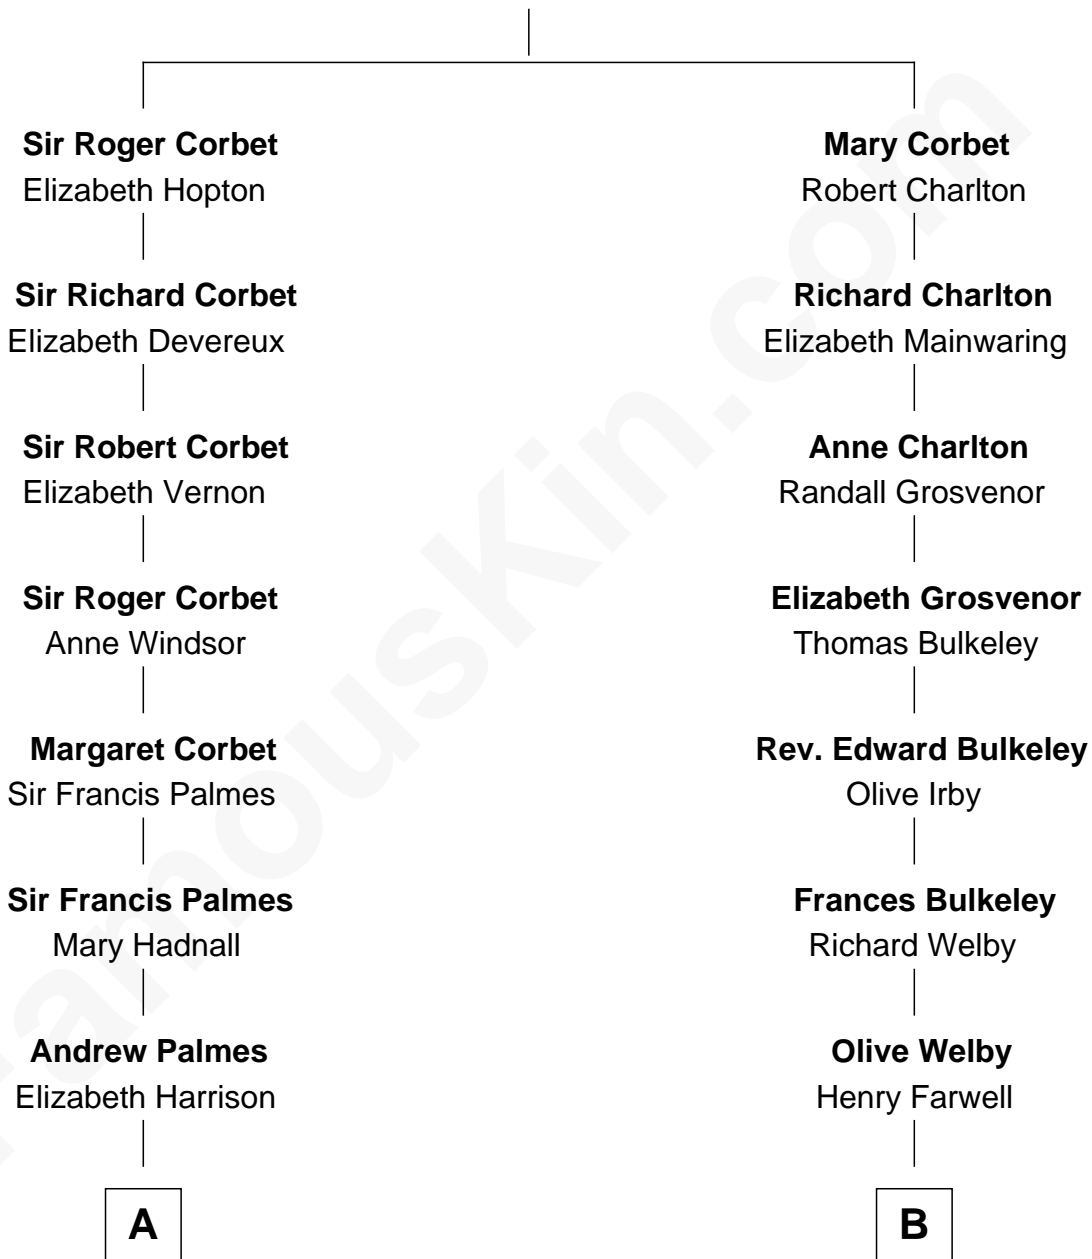 Sir Roger Corbet
Elizabeth Hopton
Sir Richard Corbet
Elizabeth Devereux
Sir Robert Corbet
Elizabeth Vernon
Sir Roger Corbet
Anne Windsor
Margaret Corbet
Sir Francis Palmes
Sir Francis Palmes
Mary Hadnall
Andrew Palmes
Elizabeth Harrison
A
Mary Corbet
Robert Charlton
Richard Charlton
Elizabeth Mainwaring
Anne Charlton
Randall Grosvenor
Elizabeth Grosvenor
Thomas Bulkeley
Rev. Edward Bulkeley
Olive Irby
Frances Bulkeley
Richard Welby
Olive Welby
Henry Farwell
B
FamousKin.com